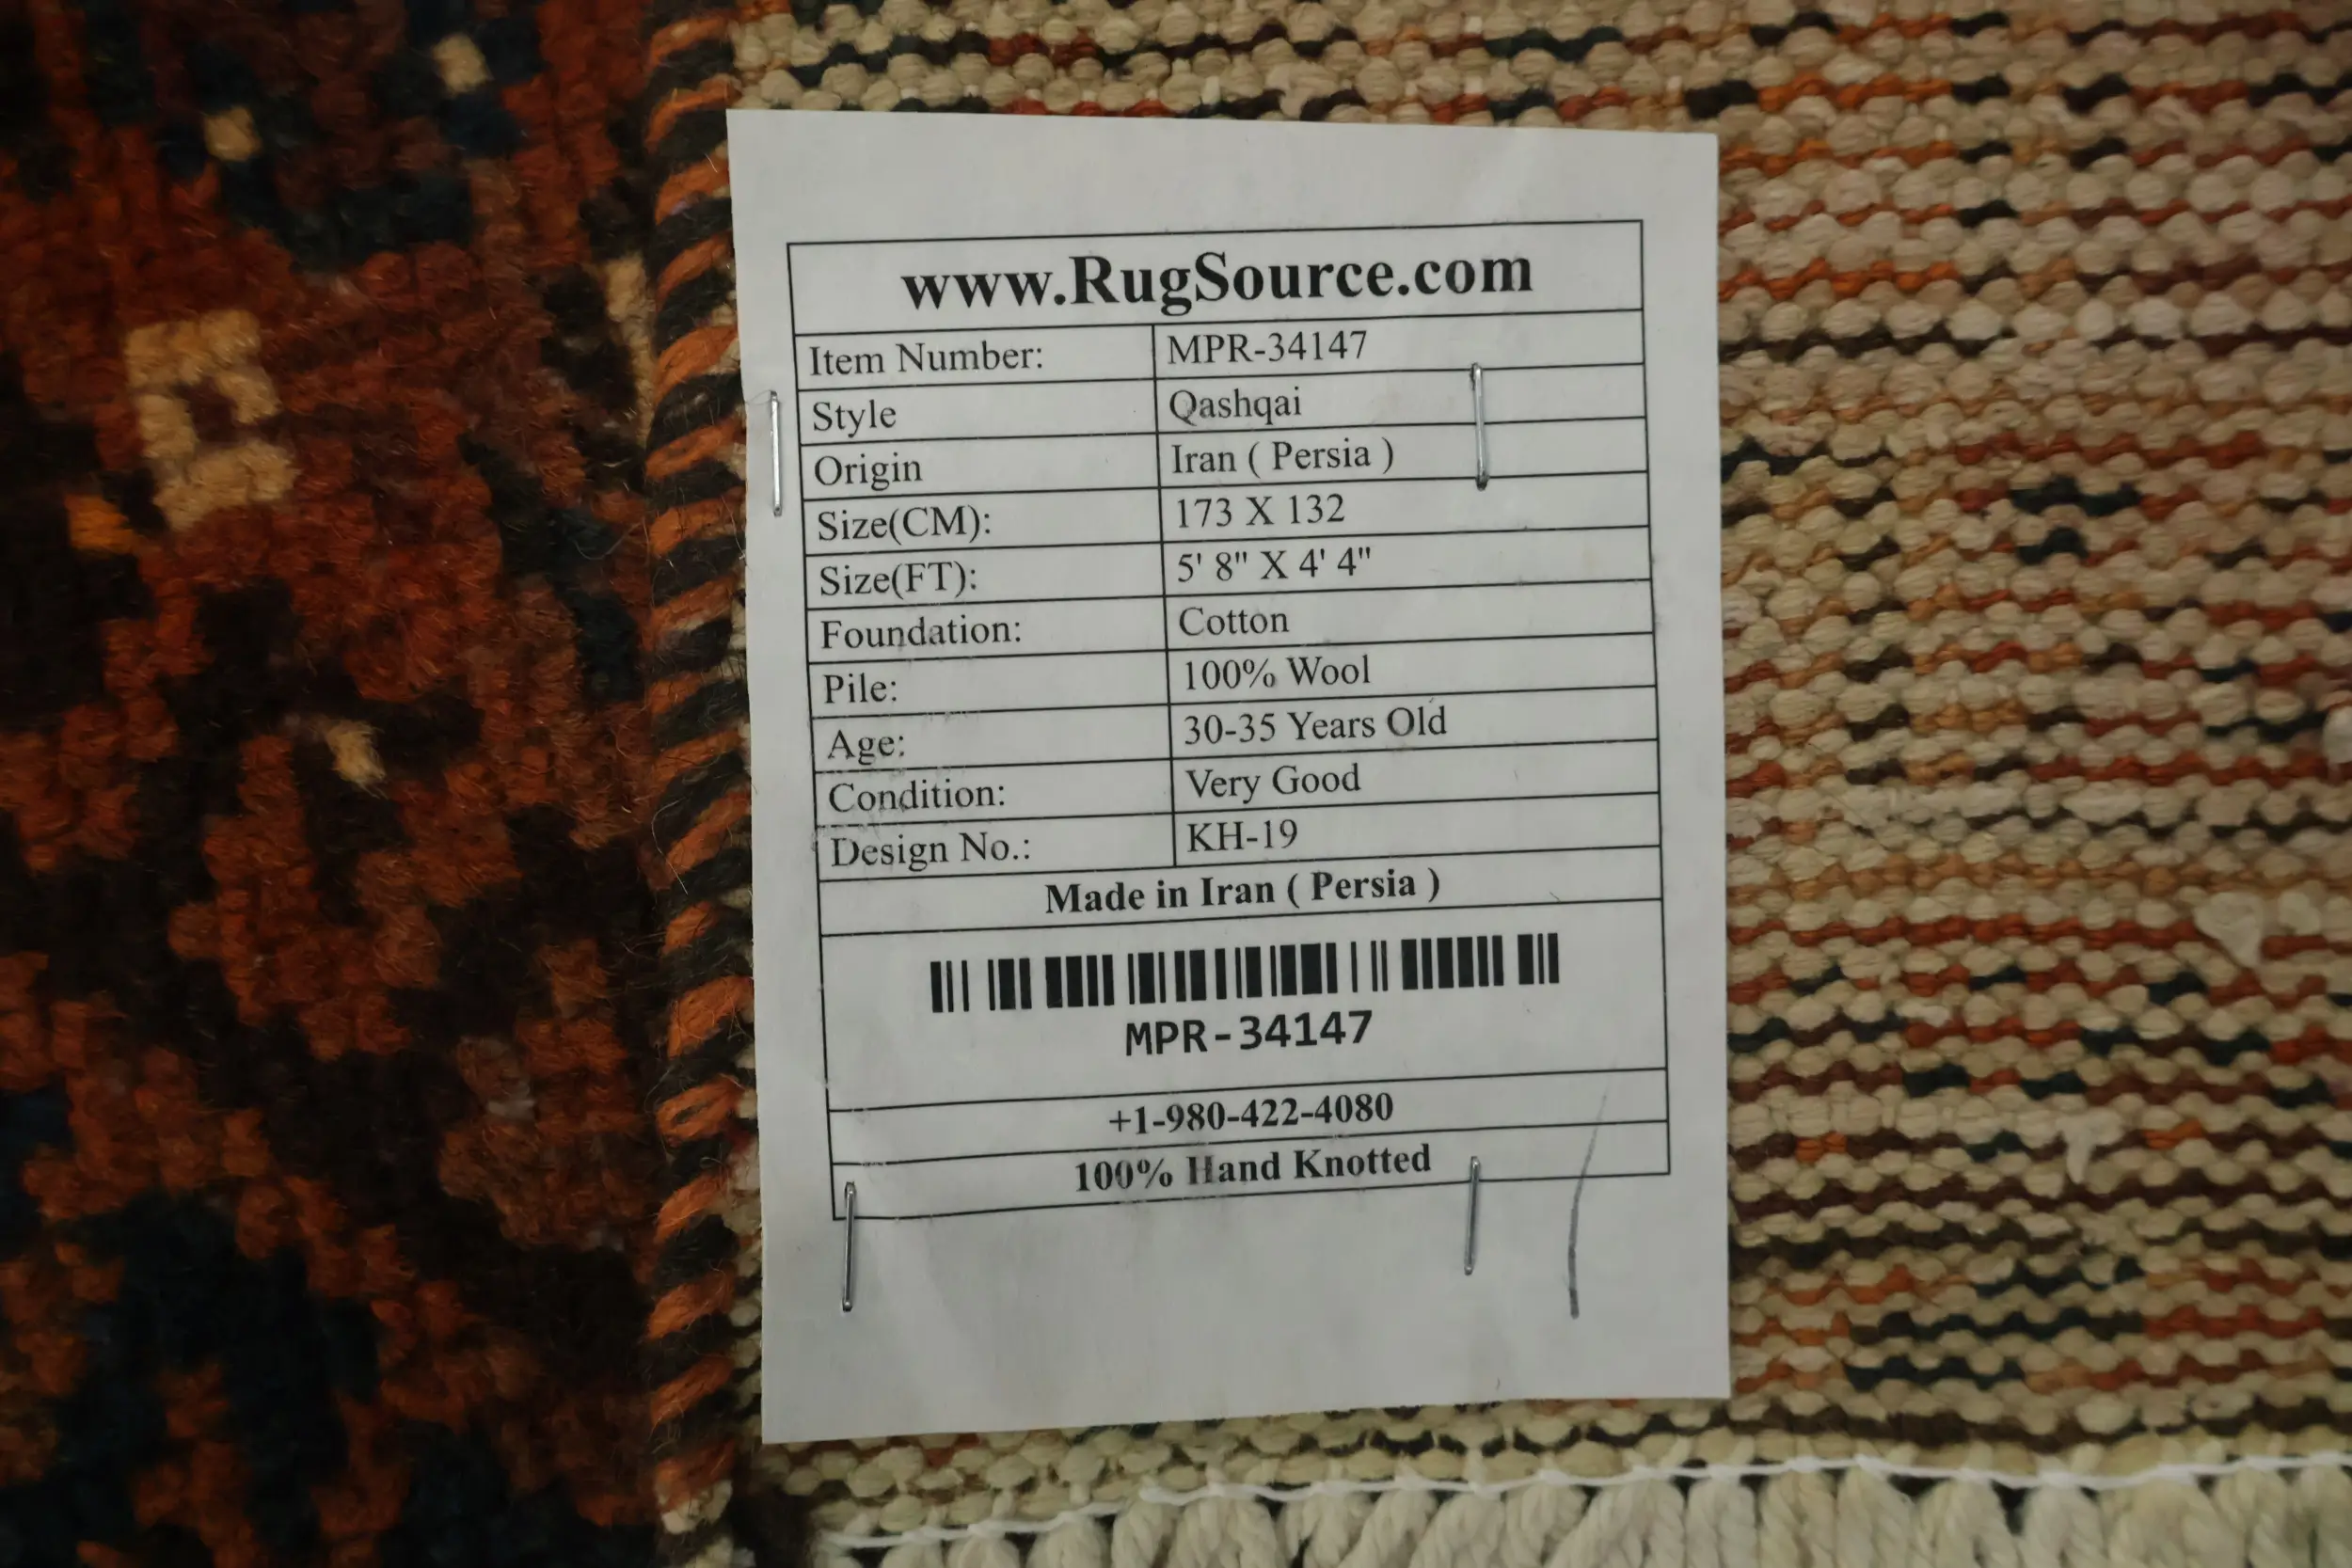 www.RugSource.com
Item Number: MPR-34147
Style Qashqai
Origin Iran ( Persia )
Size(CM): 173 X 132
Size(FT): 5' 8" X 4' 4"
Foundation: Cotton
Pile: 100% Wool
Age: 30-35 Years Old
Condition: Very Good
Design No.: KH-19
Made in Iran ( Persia )
MPR-34147
+1-980-422-4080
100% Hand Knotted